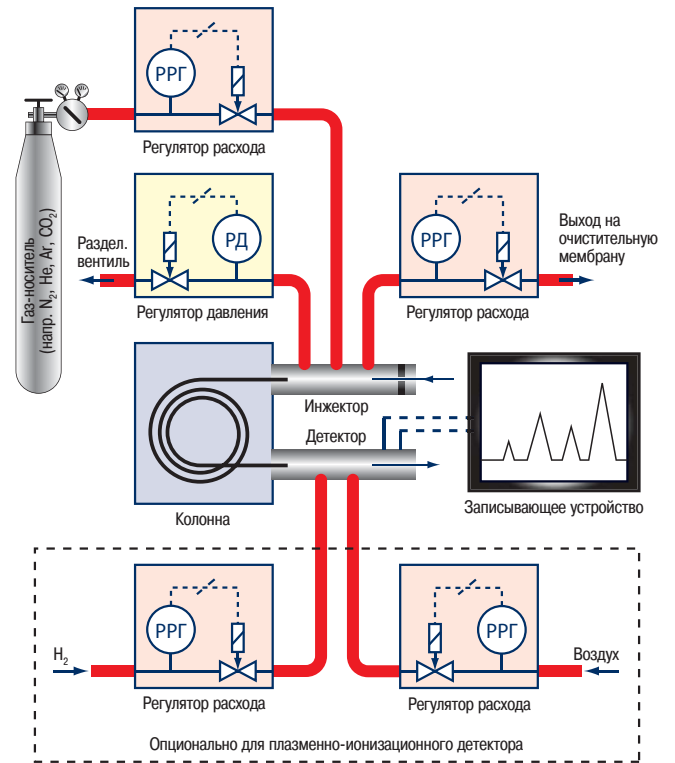 РРГ
Регулятор расхода
Газ-носитель
(напр. N₂, He, Ar, CO₂)
Раздел.
вентиль
РД
Регулятор давления
РРГ
Регулятор расхода
Выход на
очистительную
мембрану
Инжектор
Детектор
Колонна
Записывающее устройство
H₂
РРГ
Регулятор расхода
РРГ
Регулятор расхода
Воздух
Опционально для плазменно-ионизационного детектора